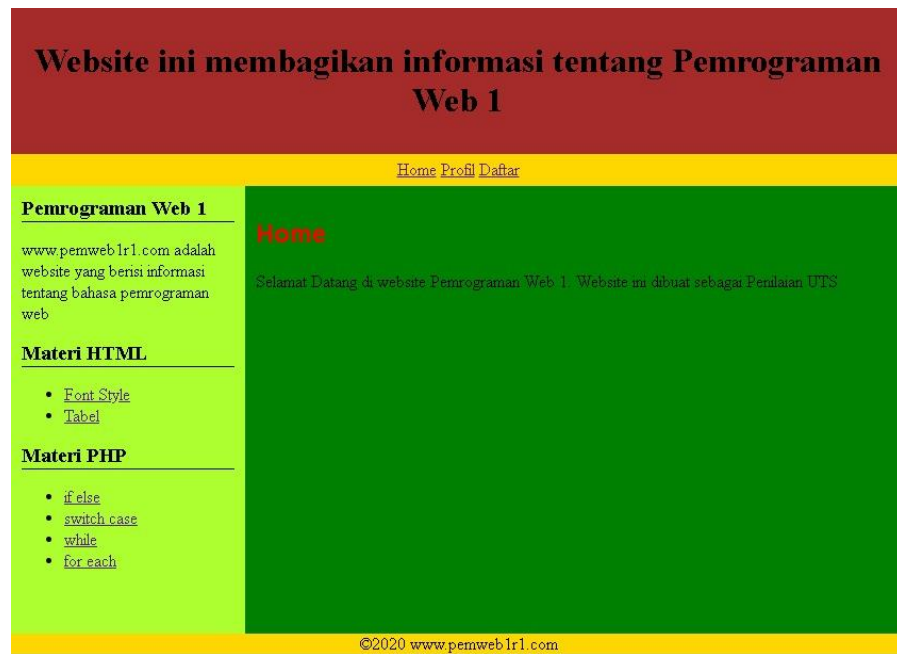 Website ini membagikan informasi tentang Pemrograman
Web 1
Home Profil Daftar
Pemrograman Web 1
www.pemweb1r1.com adalah
website yang berisi informasi
tentang bahasa pemrograman
web
Materi HTML
Font Style
Tabel
Materi PHP
if else
switch case
while
for each
Home
Selamat Datang di website Pemrograman Web 1. Website ini dibuat sebagai Penilaian UTS
©2020 www.pemweb1r1.com